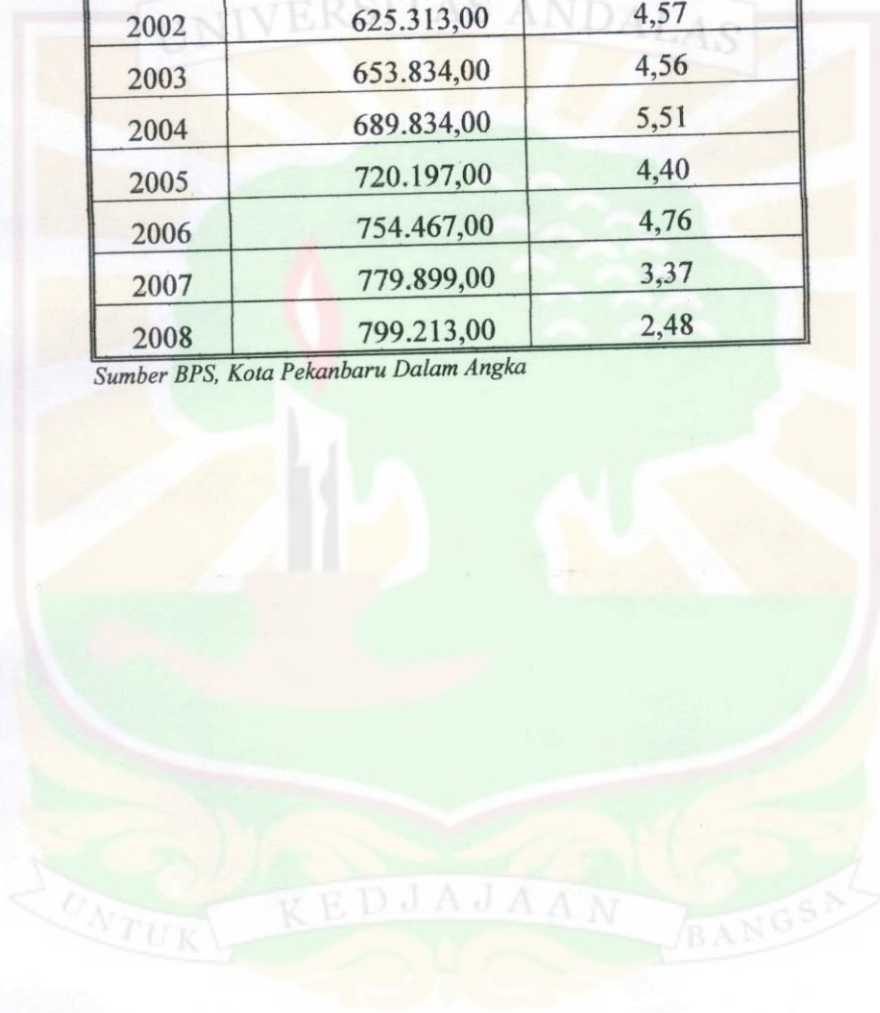 UNIVERSITAS ANDALAS
2002 625.313,00 4,57
2003 653.834,00 4,56
2004 689.834,00 5,51
2005 720.197,00 4,40
2006 754.467,00 4,76
2007 779.899,00 3,37
2008 799.213,00 2,48
Sumber BPS, Kota Pekanbaru Dalam Angka
UNTUK KEDJAJAAN BANGSA